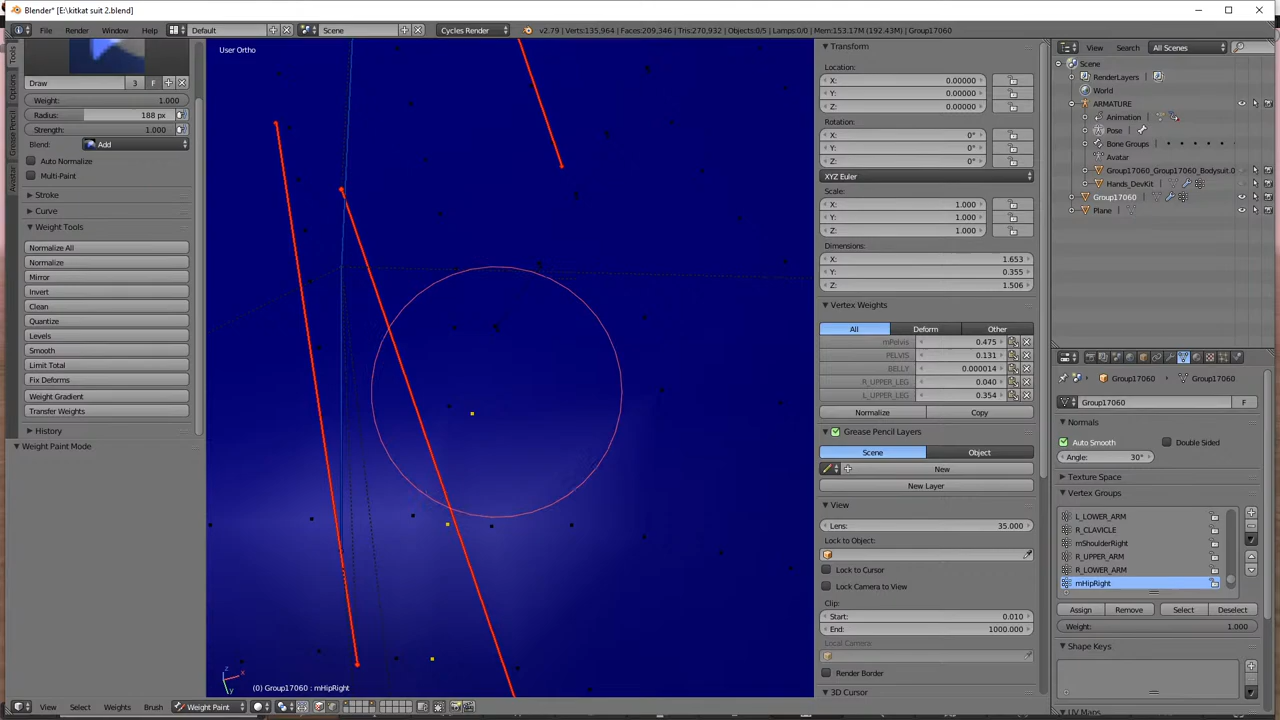 Blender* [E:\kitkat suit 2.blend]
File Render Window Help Default Scene Cycles Render v2.79 | Verts:135,964 | Faces:209,346 | Tris:270,932 | Objects:0/5 | Lamps:0/0 | Mem:153.17M (192.43M) | Group17060
Tools
Options
Grease Pencil
Avastar
Draw 3 F
Weight: 1.000
Radius: 188 px
Strength: 1.000
Blend: Add
Auto Normalize
Multi-Paint
Stroke
Curve
Weight Tools
Normalize All
Normalize
Mirror
Invert
Clean
Quantize
Levels
Smooth
Limit Total
Fix Deforms
Weight Gradient
Transfer Weights
History
Weight Paint Mode
User Ortho
z
x
y
(0) Group17060 : mHipRight
View Select Weights Brush Weight Paint
Transform
Location:
X: 0.00000
Y: 0.00000
Z: 0.00000
Rotation:
X: 0°
Y: 0°
Z: 0°
XYZ Euler
Scale:
X: 1.000
Y: 1.000
Z: 1.000
Dimensions:
X: 1.653
Y: 0.355
Z: 1.506
Vertex Weights
All Deform Other
mPelvis 0.475
PELVIS 0.131
BELLY 0.000014
R_UPPER_LEG 0.040
L_UPPER_LEG 0.354
Normalize Copy
Grease Pencil Layers
Scene Object
New
New Layer
View
Lens: 35.000
Lock to Object:
Lock to Cursor
Lock Camera to View
Clip:
Start: 0.010
End: 1000.000
Local Camera:
Render Border
3D Cursor
View Search All Scenes
Scene
RenderLayers
World
ARMATURE
Animation
Pose
Bone Groups
Avatar
Group17060_Group17060_Bodysuit.0
Hands_DevKit
Group17060
Plane
Group17060 Group17060
Group17060 F
Normals
Auto Smooth Double Sided
Angle: 30°
Texture Space
Vertex Groups
L_LOWER_ARM
R_CLAVICLE
mShoulderRight
R_UPPER_ARM
R_LOWER_ARM
mHipRight
Assign Remove Select Deselect
Weight: 1.000
Shape Keys
UV Maps